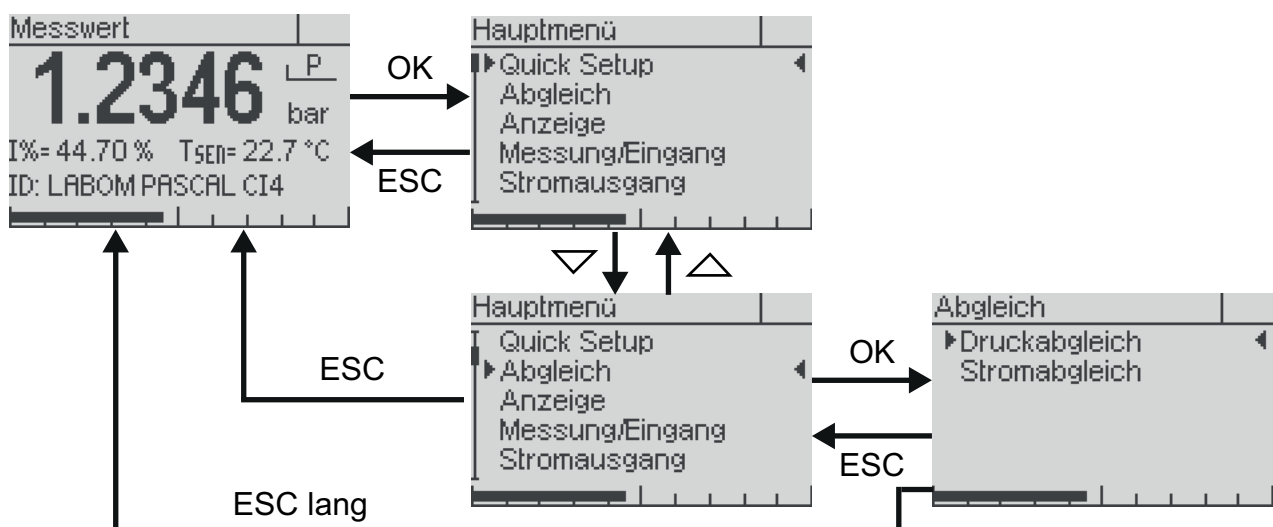 Messwert
1.2346 P
bar
I%= 44.70 % TSEN= 22.7 °C
ID: LABOM PASCAL CI4
OK
ESC
Hauptmenü
Quick Setup
Abgleich
Anzeige
Messung/Eingang
Stromausgang
Hauptmenü
Quick Setup
Abgleich
Anzeige
Messung/Eingang
Stromausgang
ESC
OK
ESC
Abgleich
Druckabgleich
Stromabgleich
ESC lang